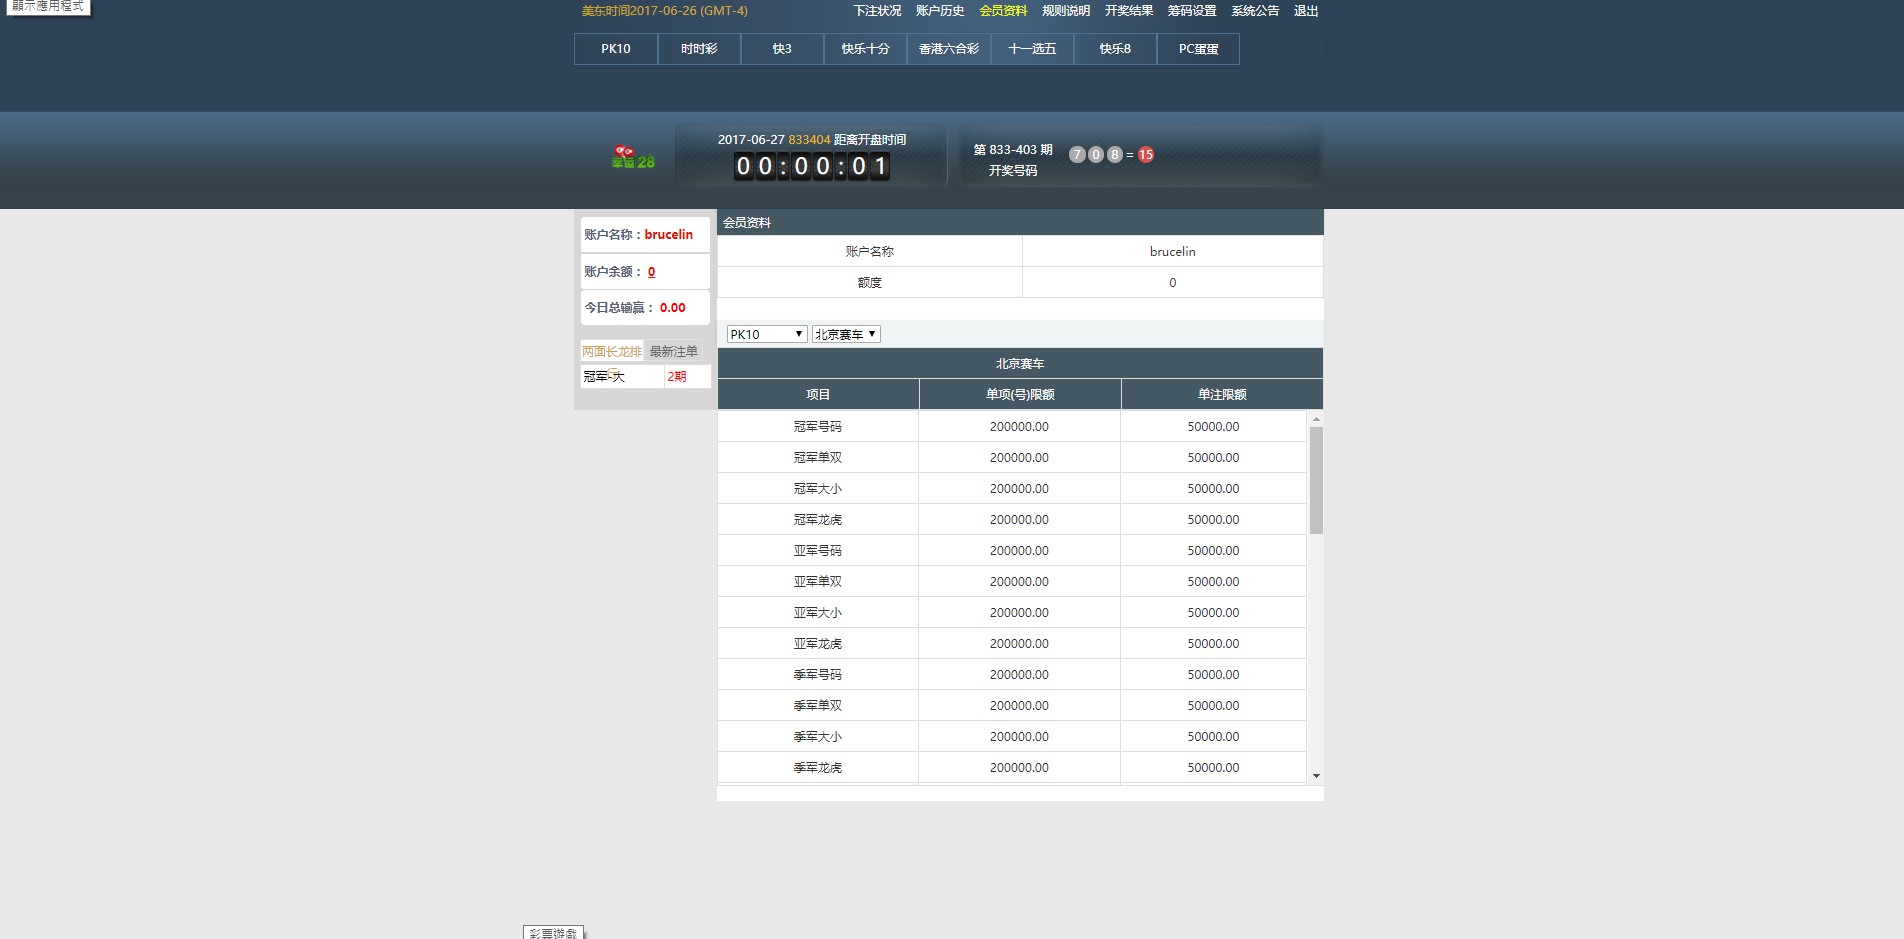 顯示應用程式
美东时间2017-06-26 (GMT-4) 下注状况 账户历史 会员资料 规则说明 开奖结果 筹码设置 系统公告 退出
PK10 时时彩 快3 快乐十分 香港六合彩 十一选五 快乐8 PC蛋蛋
幸运28
2017-06-27 833404 距离开盘时间
00:00:01
第 833-403 期
开奖号码
7 0 8 = 15
账户名称：brucelin
账户余额： 0
今日总输赢： 0.00
两面长龙排行
最新注单
冠军-大 2期
会员资料
账户名称 brucelin
额度 0
PK10 北京赛车
北京赛车
项目 单项(号)限额 单注限额
冠军号码 200000.00 50000.00
冠军单双 200000.00 50000.00
冠军大小 200000.00 50000.00
冠军龙虎 200000.00 50000.00
亚军号码 200000.00 50000.00
亚军单双 200000.00 50000.00
亚军大小 200000.00 50000.00
亚军龙虎 200000.00 50000.00
季军号码 200000.00 50000.00
季军单双 200000.00 50000.00
季军大小 200000.00 50000.00
季军龙虎 200000.00 50000.00
彩票遊戲